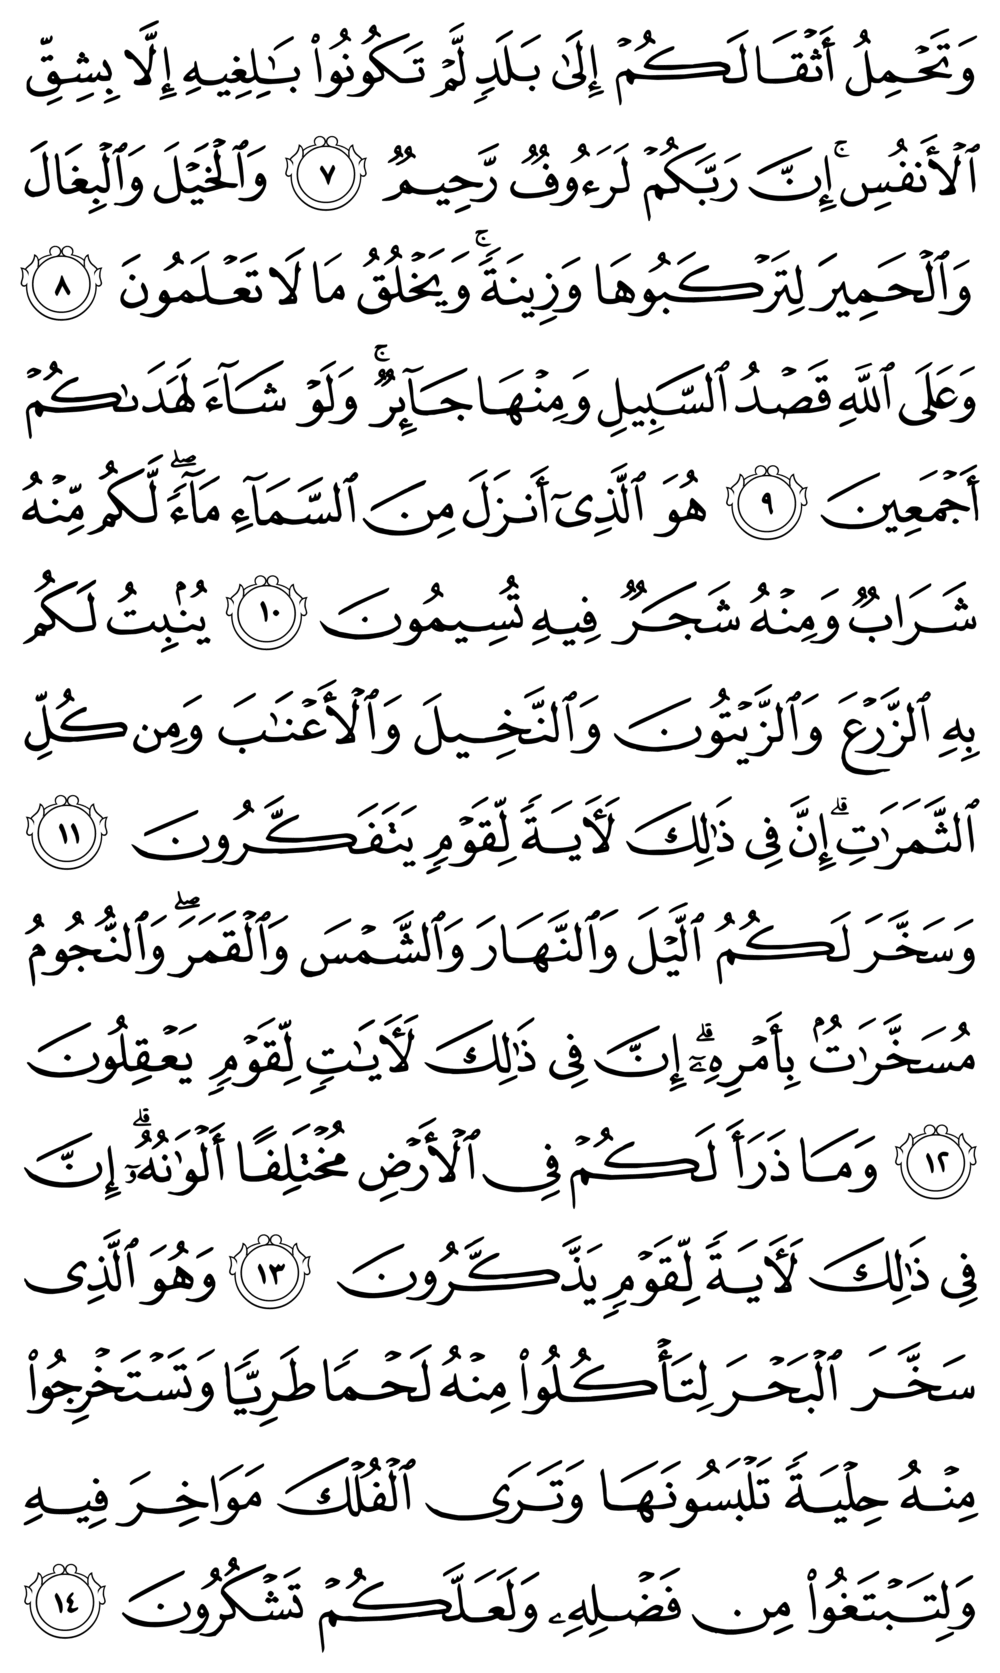 وَتَحْمِلُ أَثْقَالَكُمْ إِلَىٰ بَلَدٍ لَّمْ تَكُونُوا۟ بَـٰلِغِيهِ إِلَّا بِشِقِّ
ٱلْأَنفُسِ ۚ إِنَّ رَبَّكُمْ لَرَءُوفٌ رَّحِيمٌ ٧ وَٱلْخَيْلَ وَٱلْبِغَالَ
وَٱلْحَمِيرَ لِتَرْكَبُوهَا وَزِينَةً ۚ وَيَخْلُقُ مَا لَا تَعْلَمُونَ ٨
وَعَلَى ٱللَّهِ قَصْدُ ٱلسَّبِيلِ وَمِنْهَا جَآئِرٌ ۚ وَلَوْ شَآءَ لَهَدَىٰكُمْ
أَجْمَعِينَ ٩ هُوَ ٱلَّذِىٓ أَنزَلَ مِنَ ٱلسَّمَآءِ مَآءً ۖ لَّكُم مِّنْهُ
شَرَابٌ وَمِنْهُ شَجَرٌ فِيهِ تُسِيمُونَ ١٠ يُنۢبِتُ لَكُم
بِهِ ٱلزَّرْعَ وَٱلزَّيْتُونَ وَٱلنَّخِيلَ وَٱلْأَعْنَـٰبَ وَمِن كُلِّ
ٱلثَّمَرَٰتِ ۗ إِنَّ فِى ذَٰلِكَ لَـَٔايَةً لِّقَوْمٍ يَتَفَكَّرُونَ ١١
وَسَخَّرَ لَكُمُ ٱلَّيْلَ وَٱلنَّهَارَ وَٱلشَّمْسَ وَٱلْقَمَرَ ۖ وَٱلنُّجُومُ
مُسَخَّرَٰتٌۢ بِأَمْرِهِۦٓ ۗ إِنَّ فِى ذَٰلِكَ لَـَٔايَـٰتٍ لِّقَوْمٍ يَعْقِلُونَ
١٢ وَمَا ذَرَأَ لَكُمْ فِى ٱلْأَرْضِ مُخْتَلِفًا أَلْوَٰنُهُۥٓ ۗ إِنَّ
فِى ذَٰلِكَ لَـَٔايَةً لِّقَوْمٍ يَذَّكَّرُونَ ١٣ وَهُوَ ٱلَّذِى
سَخَّرَ ٱلْبَحْرَ لِتَأْكُلُوا۟ مِنْهُ لَحْمًا طَرِيًّا وَتَسْتَخْرِجُوا۟
مِنْهُ حِلْيَةً تَلْبَسُونَهَا وَتَرَى ٱلْفُلْكَ مَوَاخِرَ فِيهِ
وَلِتَبْتَغُوا۟ مِن فَضْلِهِۦ وَلَعَلَّكُمْ تَشْكُرُونَ ١٤